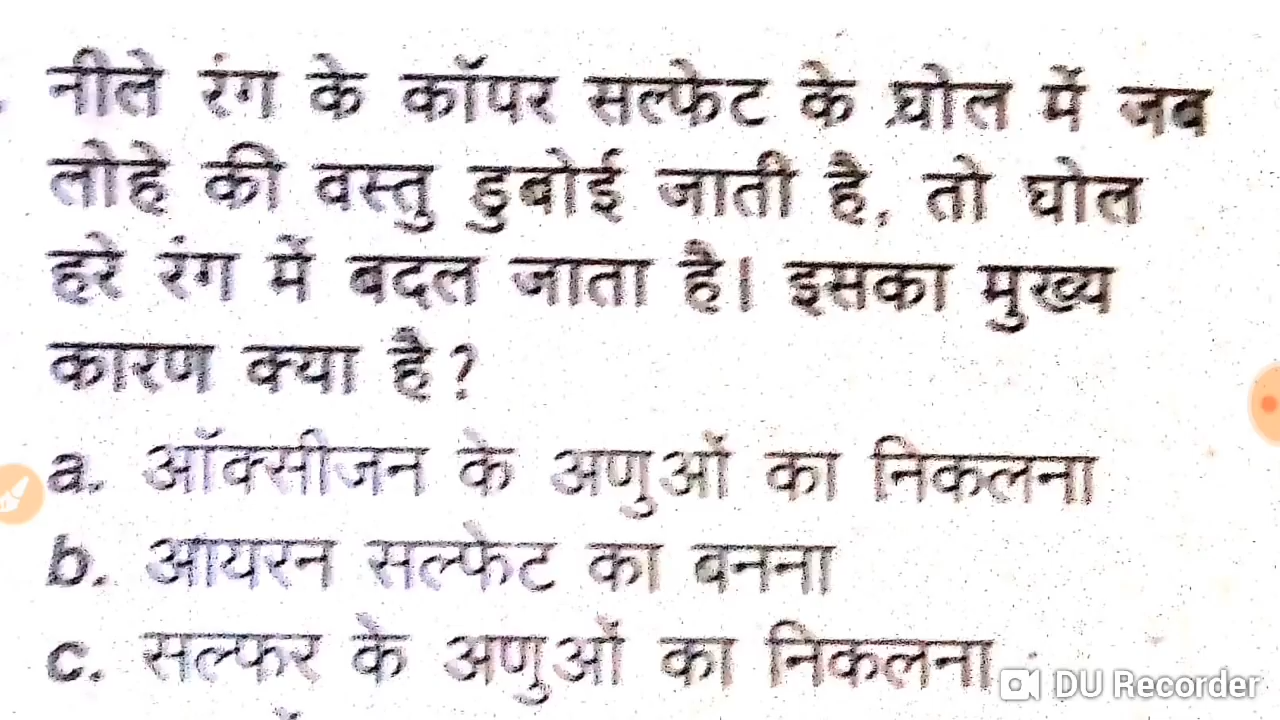 नीले रंग के कॉपर सल्फेट के घोल में जब
लोहे की वस्तु डुबोई जाती है, तो घोल
हरे रंग में बदल जाता है। इसका मुख्य
कारण क्या है?
a. ऑक्सीजन के अणुओं का निकलना
b. आयरन सल्फेट का बनना
c. सल्फर के अणुओं का निकलना
DU Recorder